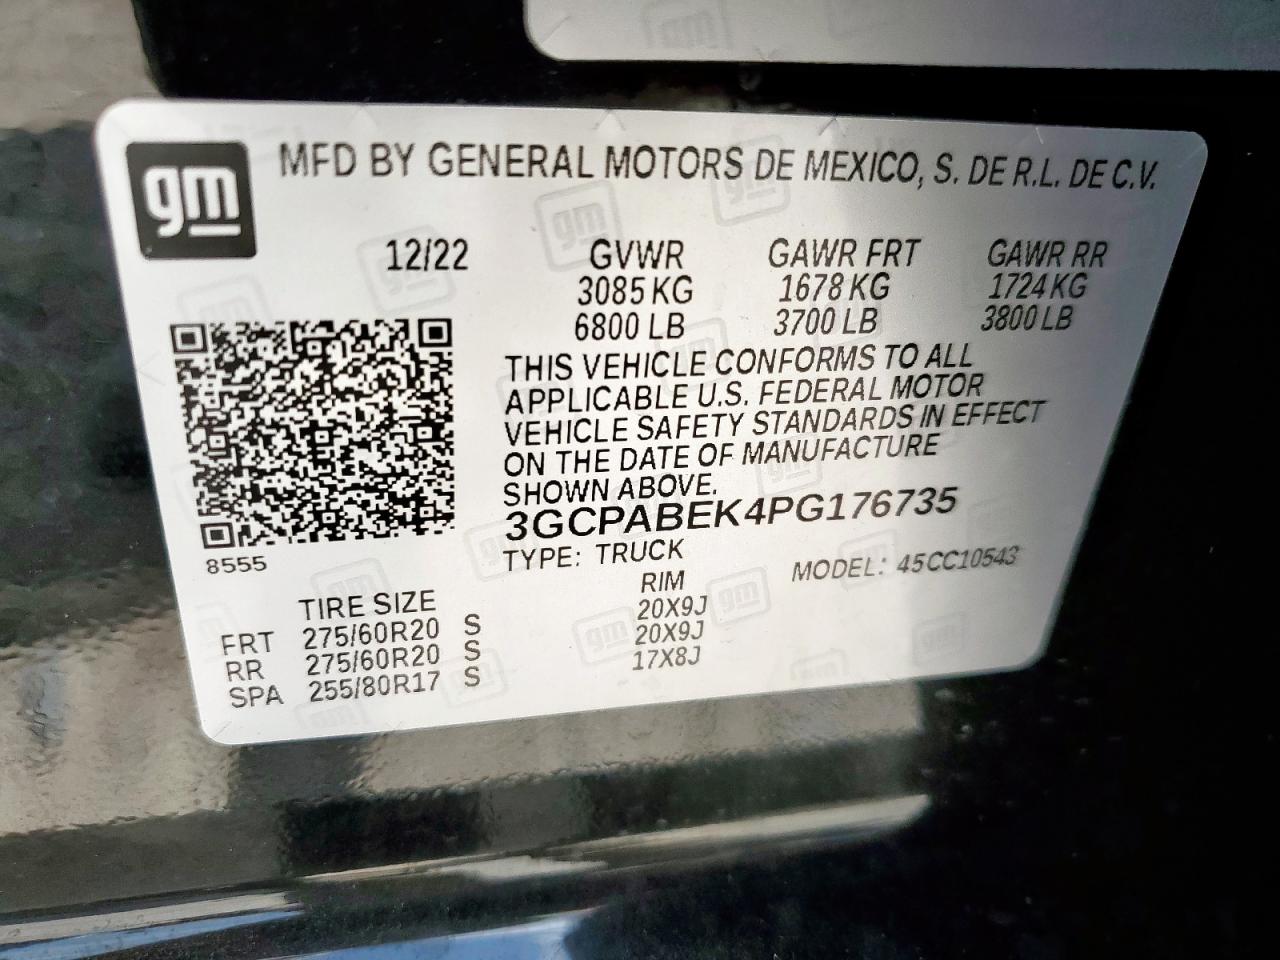 gm MFD BY GENERAL MOTORS DE MEXICO, S. DE R.L. DE C.V.
12/22 GVWR GAWR FRT GAWR RR
3085 KG 1678 KG 1724 KG
6800 LB 3700 LB 3800 LB
THIS VEHICLE CONFORMS TO ALL
APPLICABLE U.S. FEDERAL MOTOR
VEHICLE SAFETY STANDARDS IN EFFECT
ON THE DATE OF MANUFACTURE
SHOWN ABOVE.
3GCPABEK4PG176735
8555 TYPE: TRUCK MODEL: 45CC10543
TIRE SIZE RIM
FRT 275/60R20 S 20X9J
RR 275/60R20 S 20X9J
SPA 255/80R17 S 17X8J